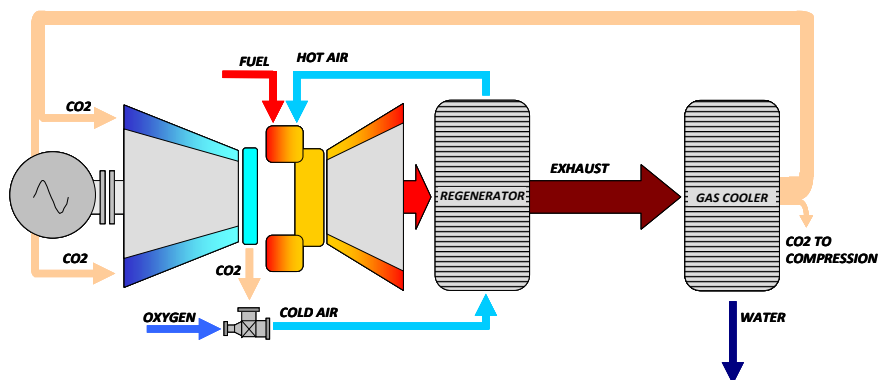 FUEL
HOT AIR
CO2
EXHAUST
REGENERATOR
GAS COOLER
CO2 TO
COMPRESSION
CO2
CO2
OXYGEN
COLD AIR
WATER